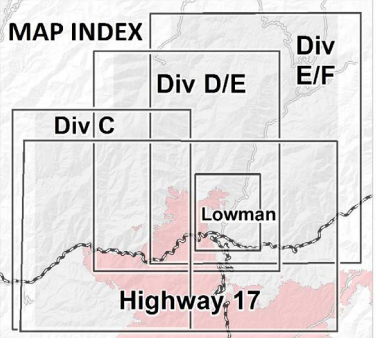 MAP INDEX
Div
E/F
Div D/E
Div C
Lowman
Highway 17